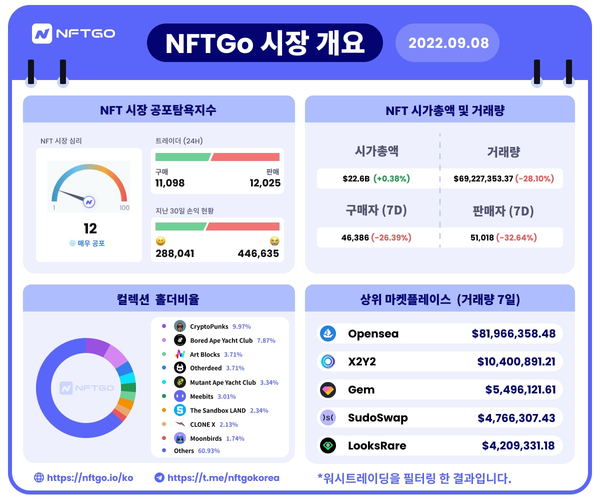 NFTGO
NFTGo 시장 개요
2022.09.08
NFT 시장 공포탐욕지수
NFT 시장 심리
1
100
12
매우 공포
트레이더 (24H)
구매 판매
11,098 12,025
지난 30일 손익 현황
288,041 446,635
NFT 시가총액 및 거래량
시가총액 거래량
$22.6B (+0.38%) $69,227,353.37 (-28.10%)
구매자 (7D) 판매자 (7D)
46,386 (-26.39%) 51,018 (-32.64%)
컬렉션 홀더비율
NFTGO
CryptoPunks 9.97%
Bored Ape Yacht Club 7.87%
Art Blocks 3.71%
Otherdeed 3.71%
Mutant Ape Yacht Club 3.34%
Meebits 3.01%
The Sandbox LAND 2.34%
CLONE X 2.13%
Moonbirds 1.74%
Others 60.93%
상위 마켓플레이스 (거래량 7일)
Opensea $81,966,358.48
X2Y2 $10,400,891.21
Gem $5,496,121.61
SudoSwap $4,766,307.43
LooksRare $4,209,331.18
https://nftgo.io/ko
https://t.me/nftgokorea
*워시트레이딩을 필터링 한 결과입니다.